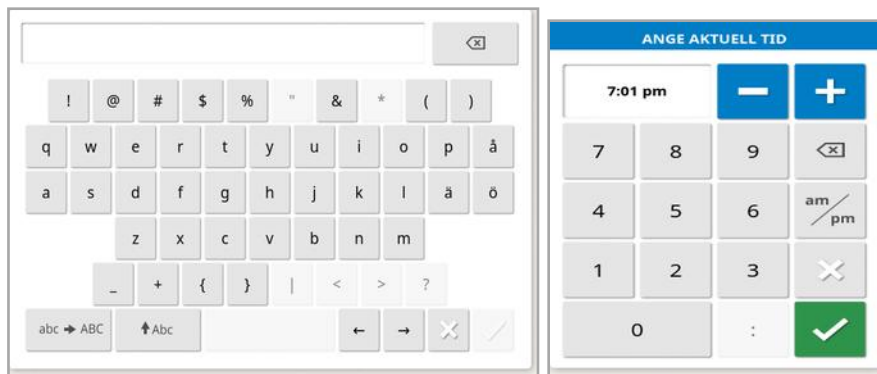 ! @ # $ % " & * ( )
q w e r t y u i o p å
a s d f g h j k l ä ö
z x c v b n m
_ + { } | < > ?
abc → ABC ↑ Abc ← →
ANGE AKTUELL TID
7:01 pm
7 8 9
4 5 6 am/pm
1 2 3
0 :